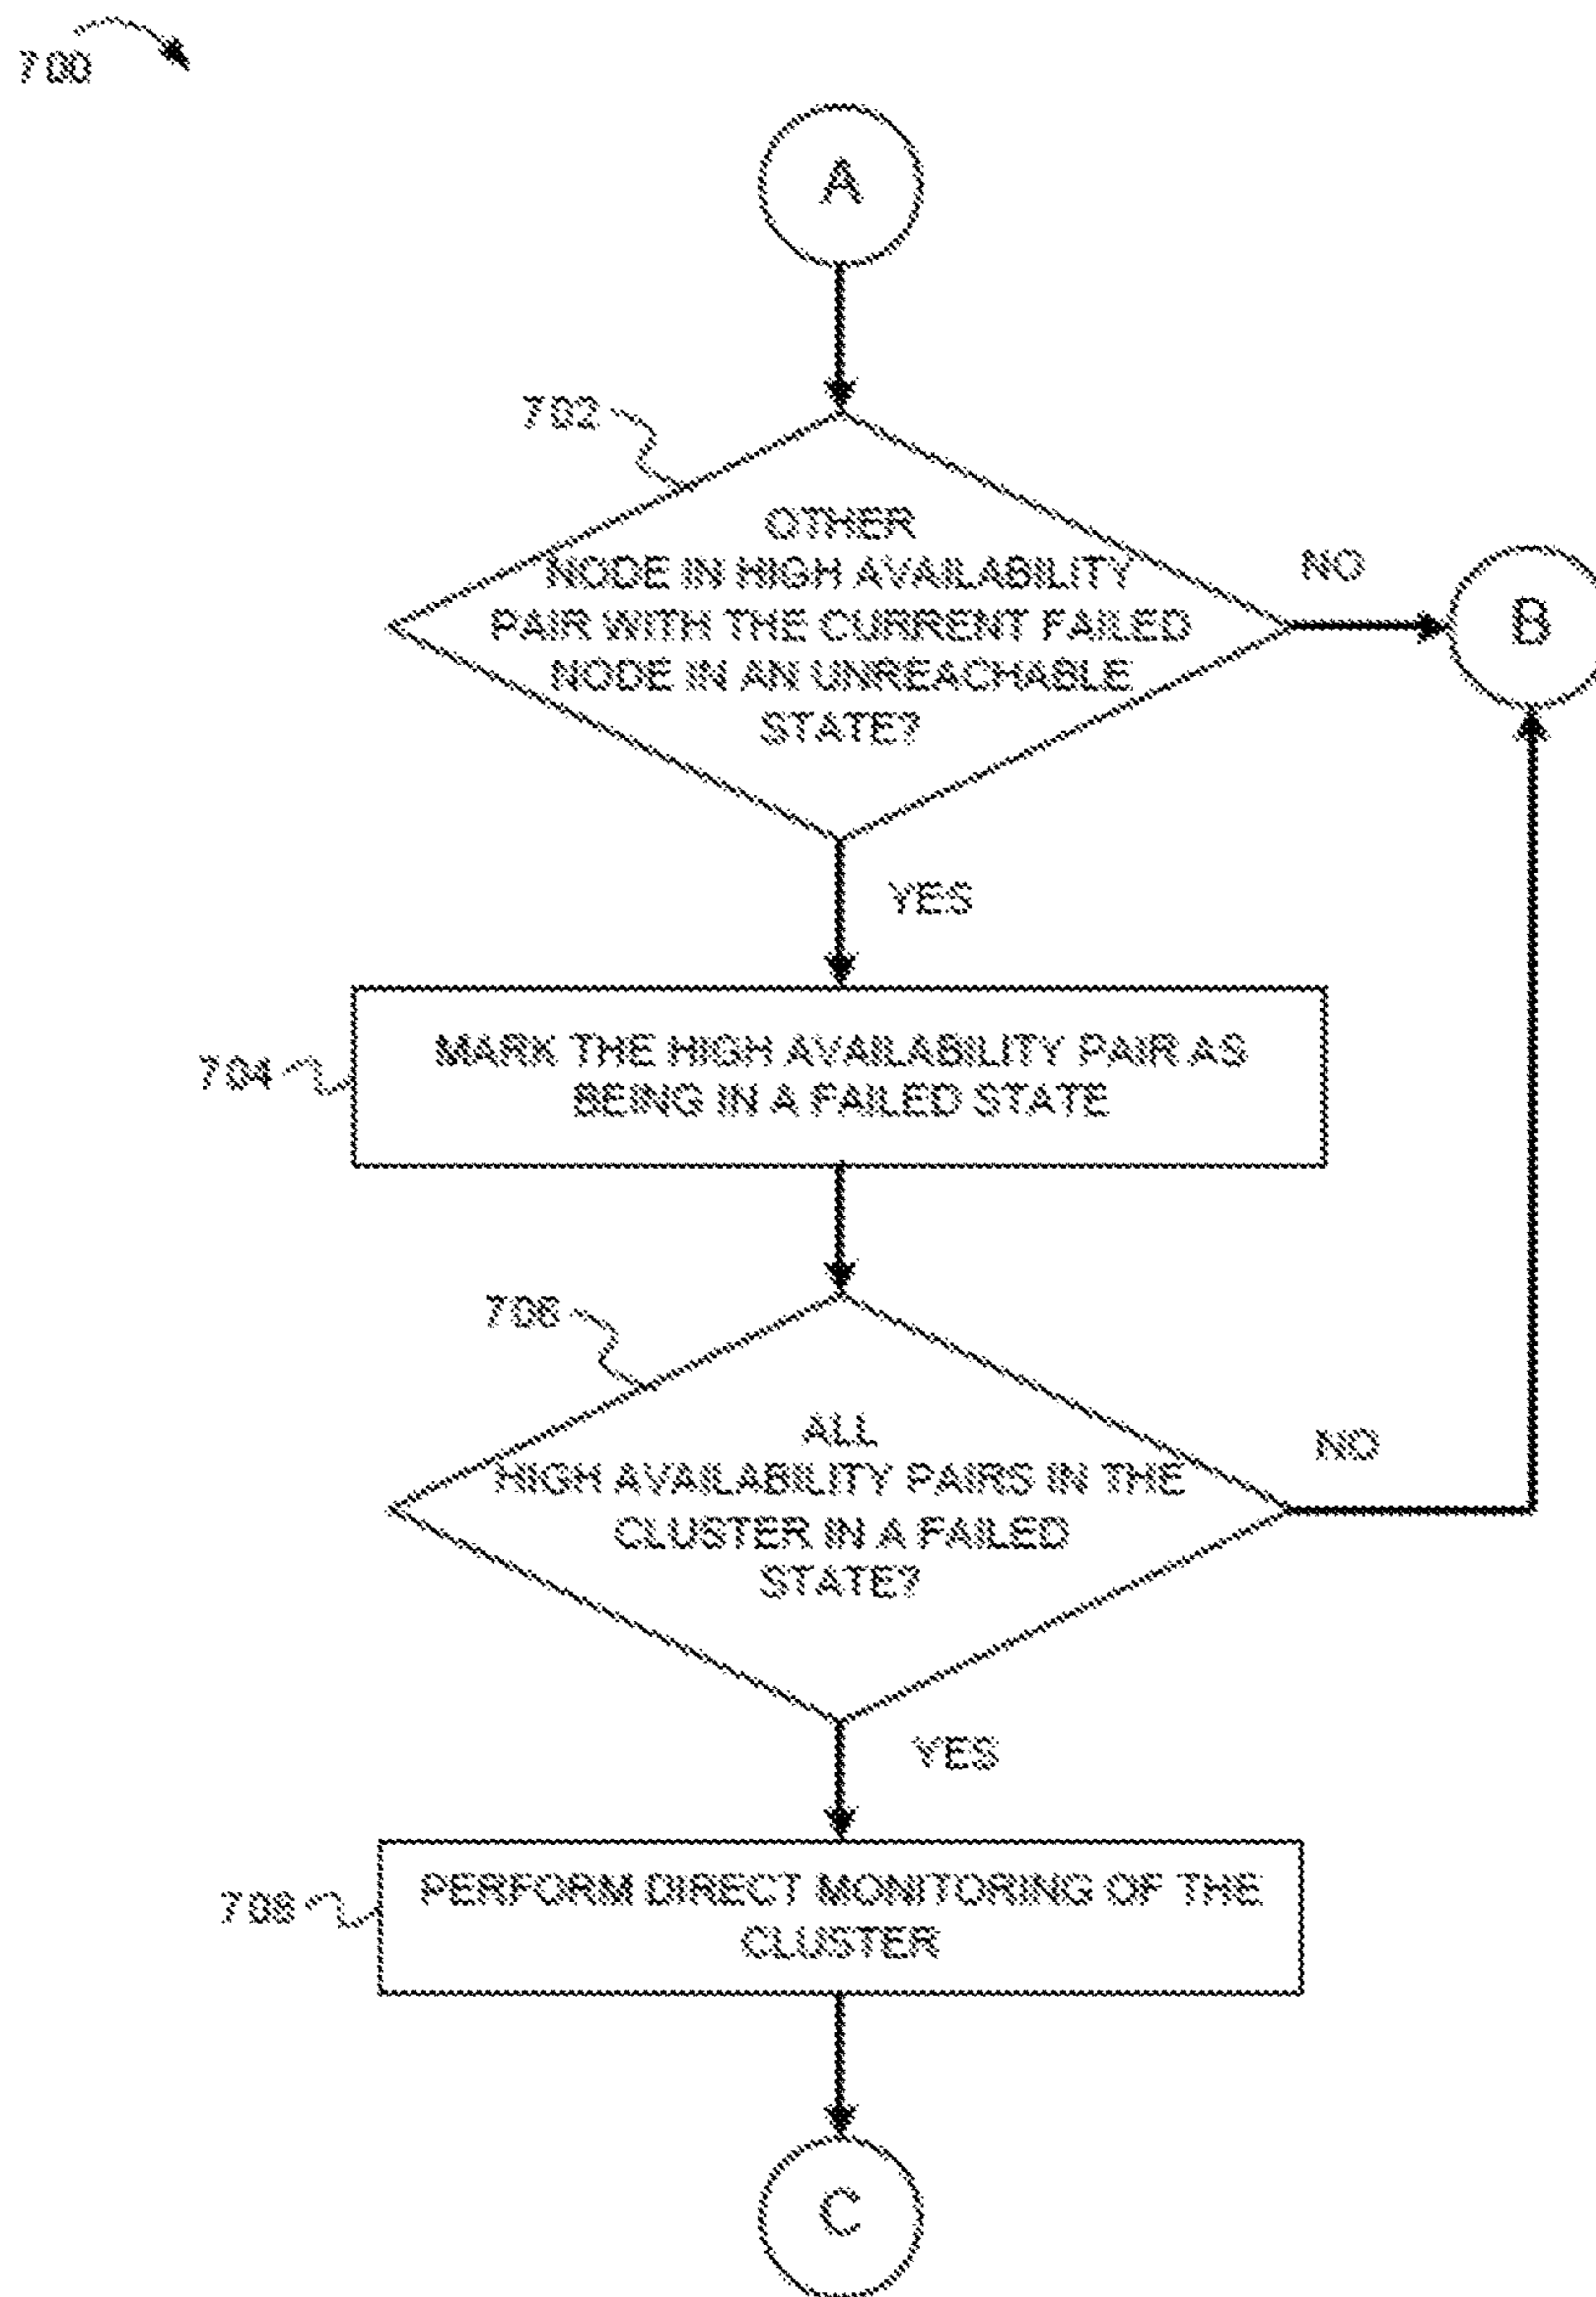 700
A
702
OTHER
NODE IN HIGH AVAILABILITY
PAIR WITH THE CURRENT FAILED
NODE IN AN UNREACHABLE
STATE?
NO
B
YES
704
MARK THE HIGH AVAILABILITY PAIR AS
BEING IN A FAILED STATE
706
ALL
HIGH AVAILABILITY PAIRS IN THE
CLUSTER IN A FAILED
STATE?
NO
YES
708
PERFORM DIRECT MONITORING OF THE
CLUSTER
C